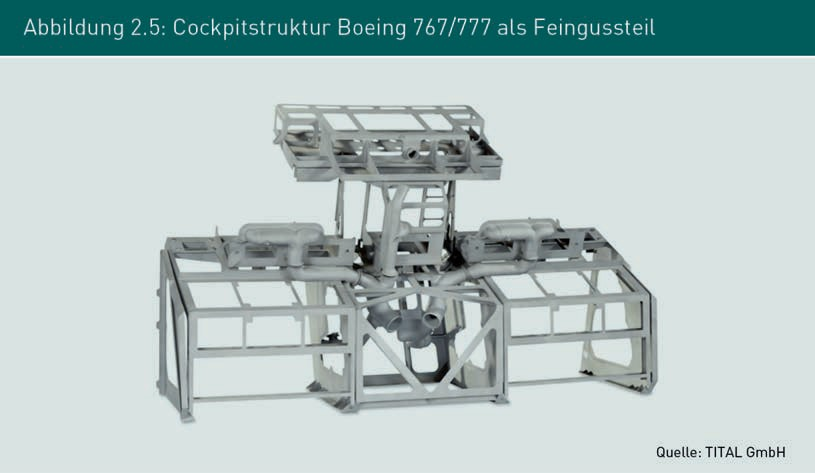 Abbildung 2.5: Cockpitstruktur Boeing 767/777 als Feingussteil
Quelle: TITAL GmbH